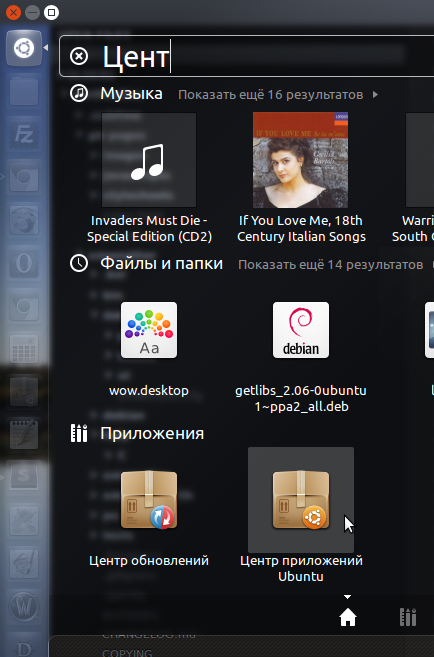 Цент
Музыка Показать ещё 16 результатов
IF YOU LOVE ME
Invaders Must Die -
Special Edition (CD2)
If You Love Me, 18th
Century Italian Songs
Warri
South
Файлы и папки Показать ещё 14 результатов
Aa
debian
wow.desktop
getlibs_2.06-0ubuntu
1~ppa2_all.deb
Приложения
Центр обновлений
Центр приложений
Ubuntu
CHANGELOG.md
COPYING